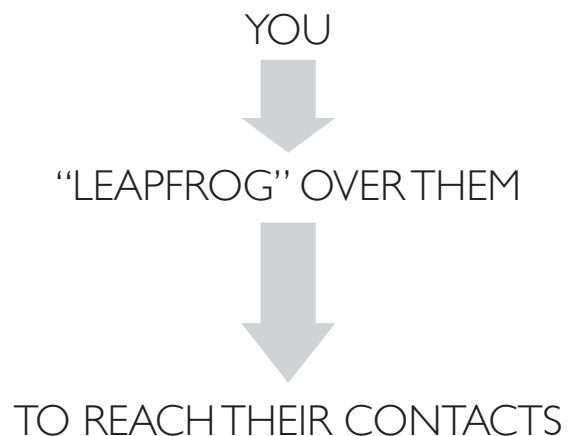 YOU
“LEAPFROG” OVER THEM
TO REACH THEIR CONTACTS